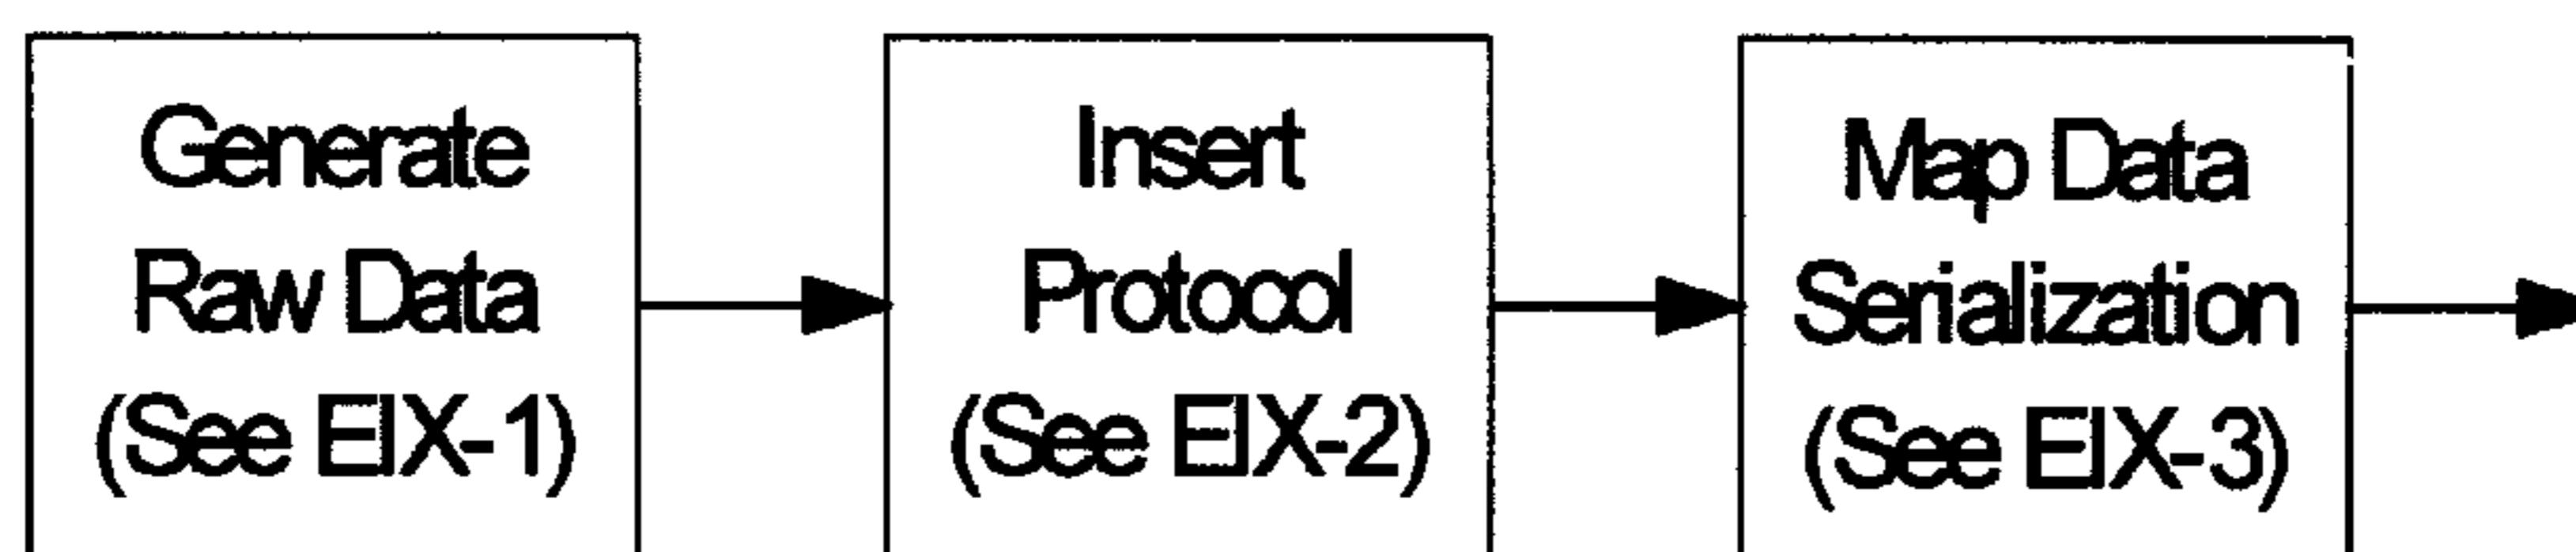 Generate
Raw Data
(See EIX-1)
Insert
Protocol
(See EIX-2)
Map Data
Serialization
(See EIX-3)